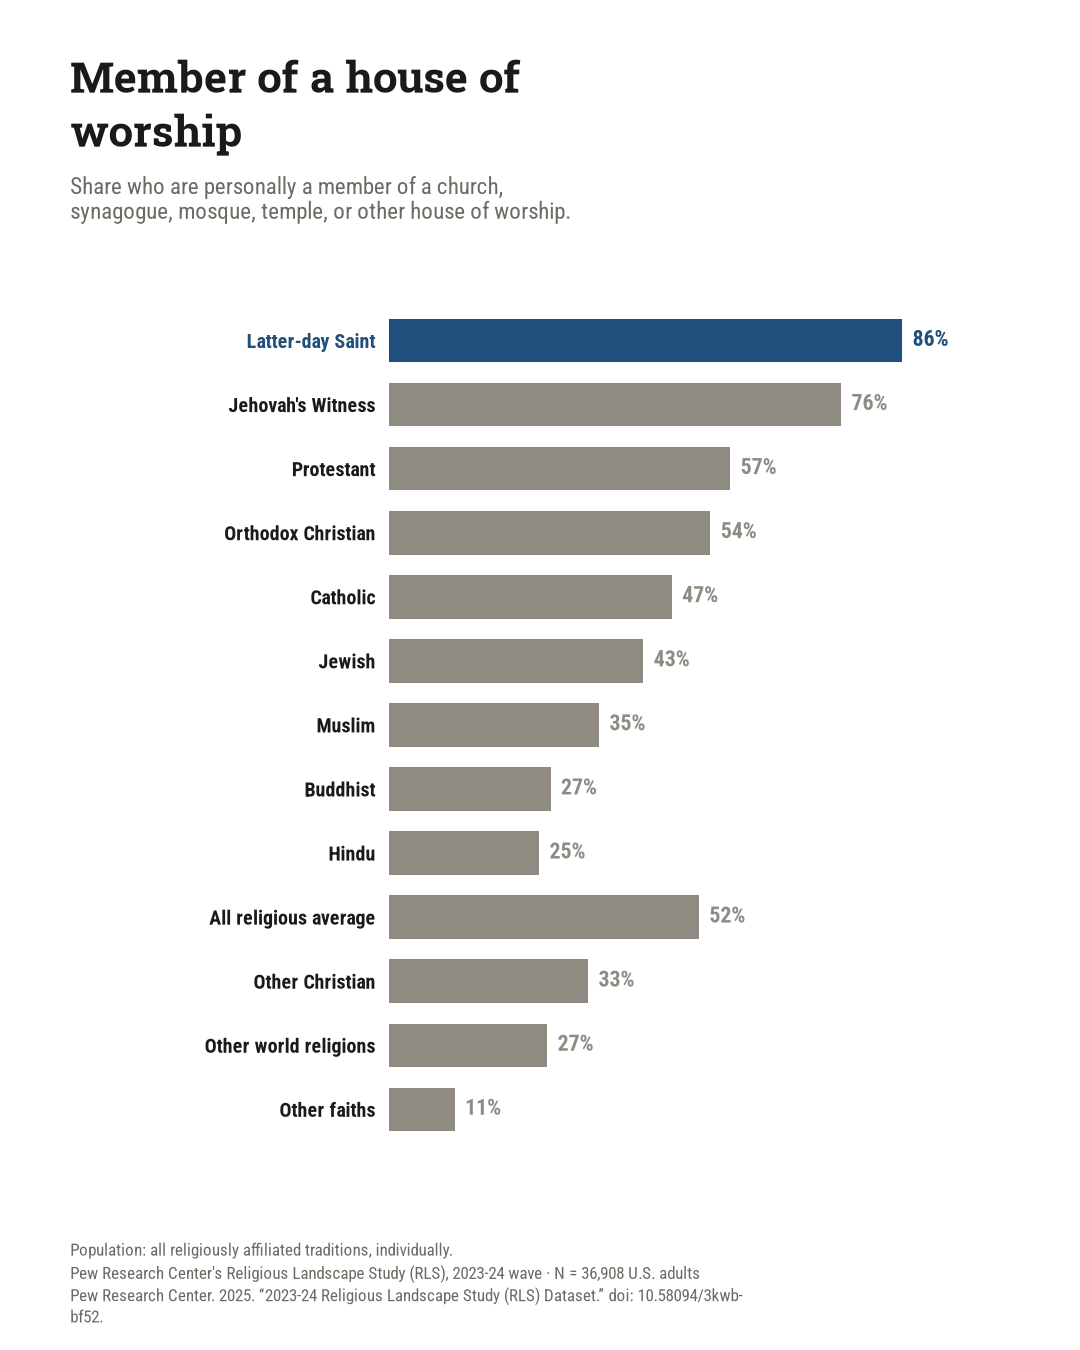 Member of a house of
worship
Share who are personally a member of a church,
synagogue, mosque, temple, or other house of worship.
Latter-day Saint 86%
Jehovah's Witness 76%
Protestant 57%
Orthodox Christian 54%
Catholic 47%
Jewish 43%
Muslim 35%
Buddhist 27%
Hindu 25%
All religious average 52%
Other Christian 33%
Other world religions 27%
Other faiths 11%
Population: all religiously affiliated traditions, individually.
Pew Research Center's Religious Landscape Study (RLS), 2023-24 wave · N = 36,908 U.S. adults
Pew Research Center. 2025. “2023-24 Religious Landscape Study (RLS) Dataset.” doi: 10.58094/3kwb-
bf52.